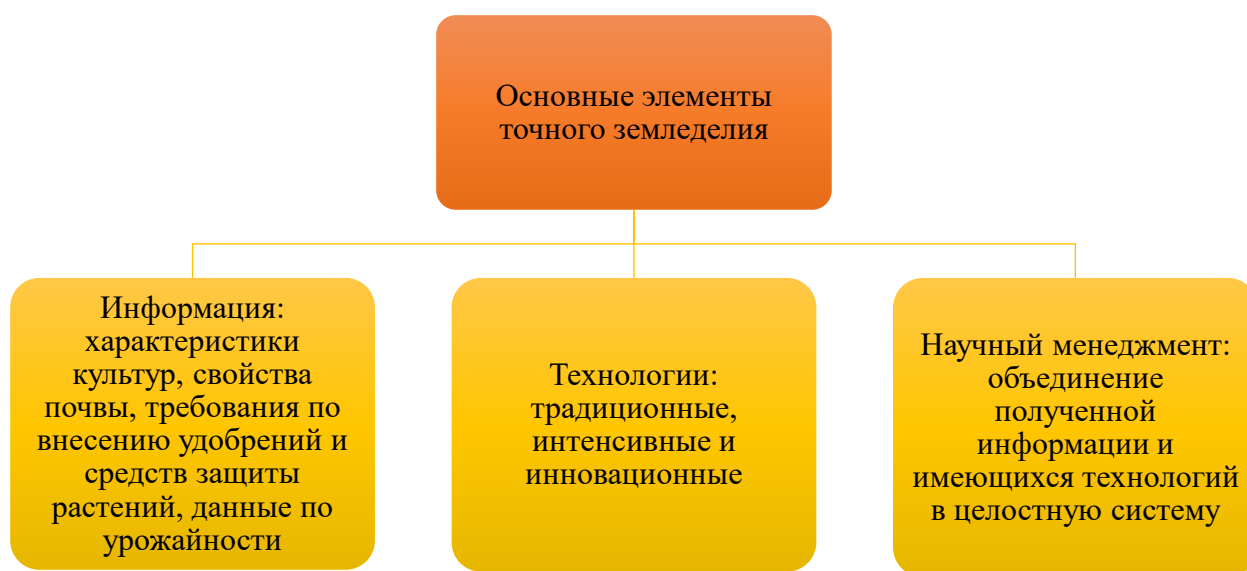 Основные элементы
точного земледелия
Информация:
характеристики
культур, свойства
почвы, требования по
внесению удобрений и
средств защиты
растений, данные по
урожайности
Технологии:
традиционные,
интенсивные и
инновационные
Научный менеджмент:
объединение
полученной
информации и
имеющихся технологий
в целостную систему